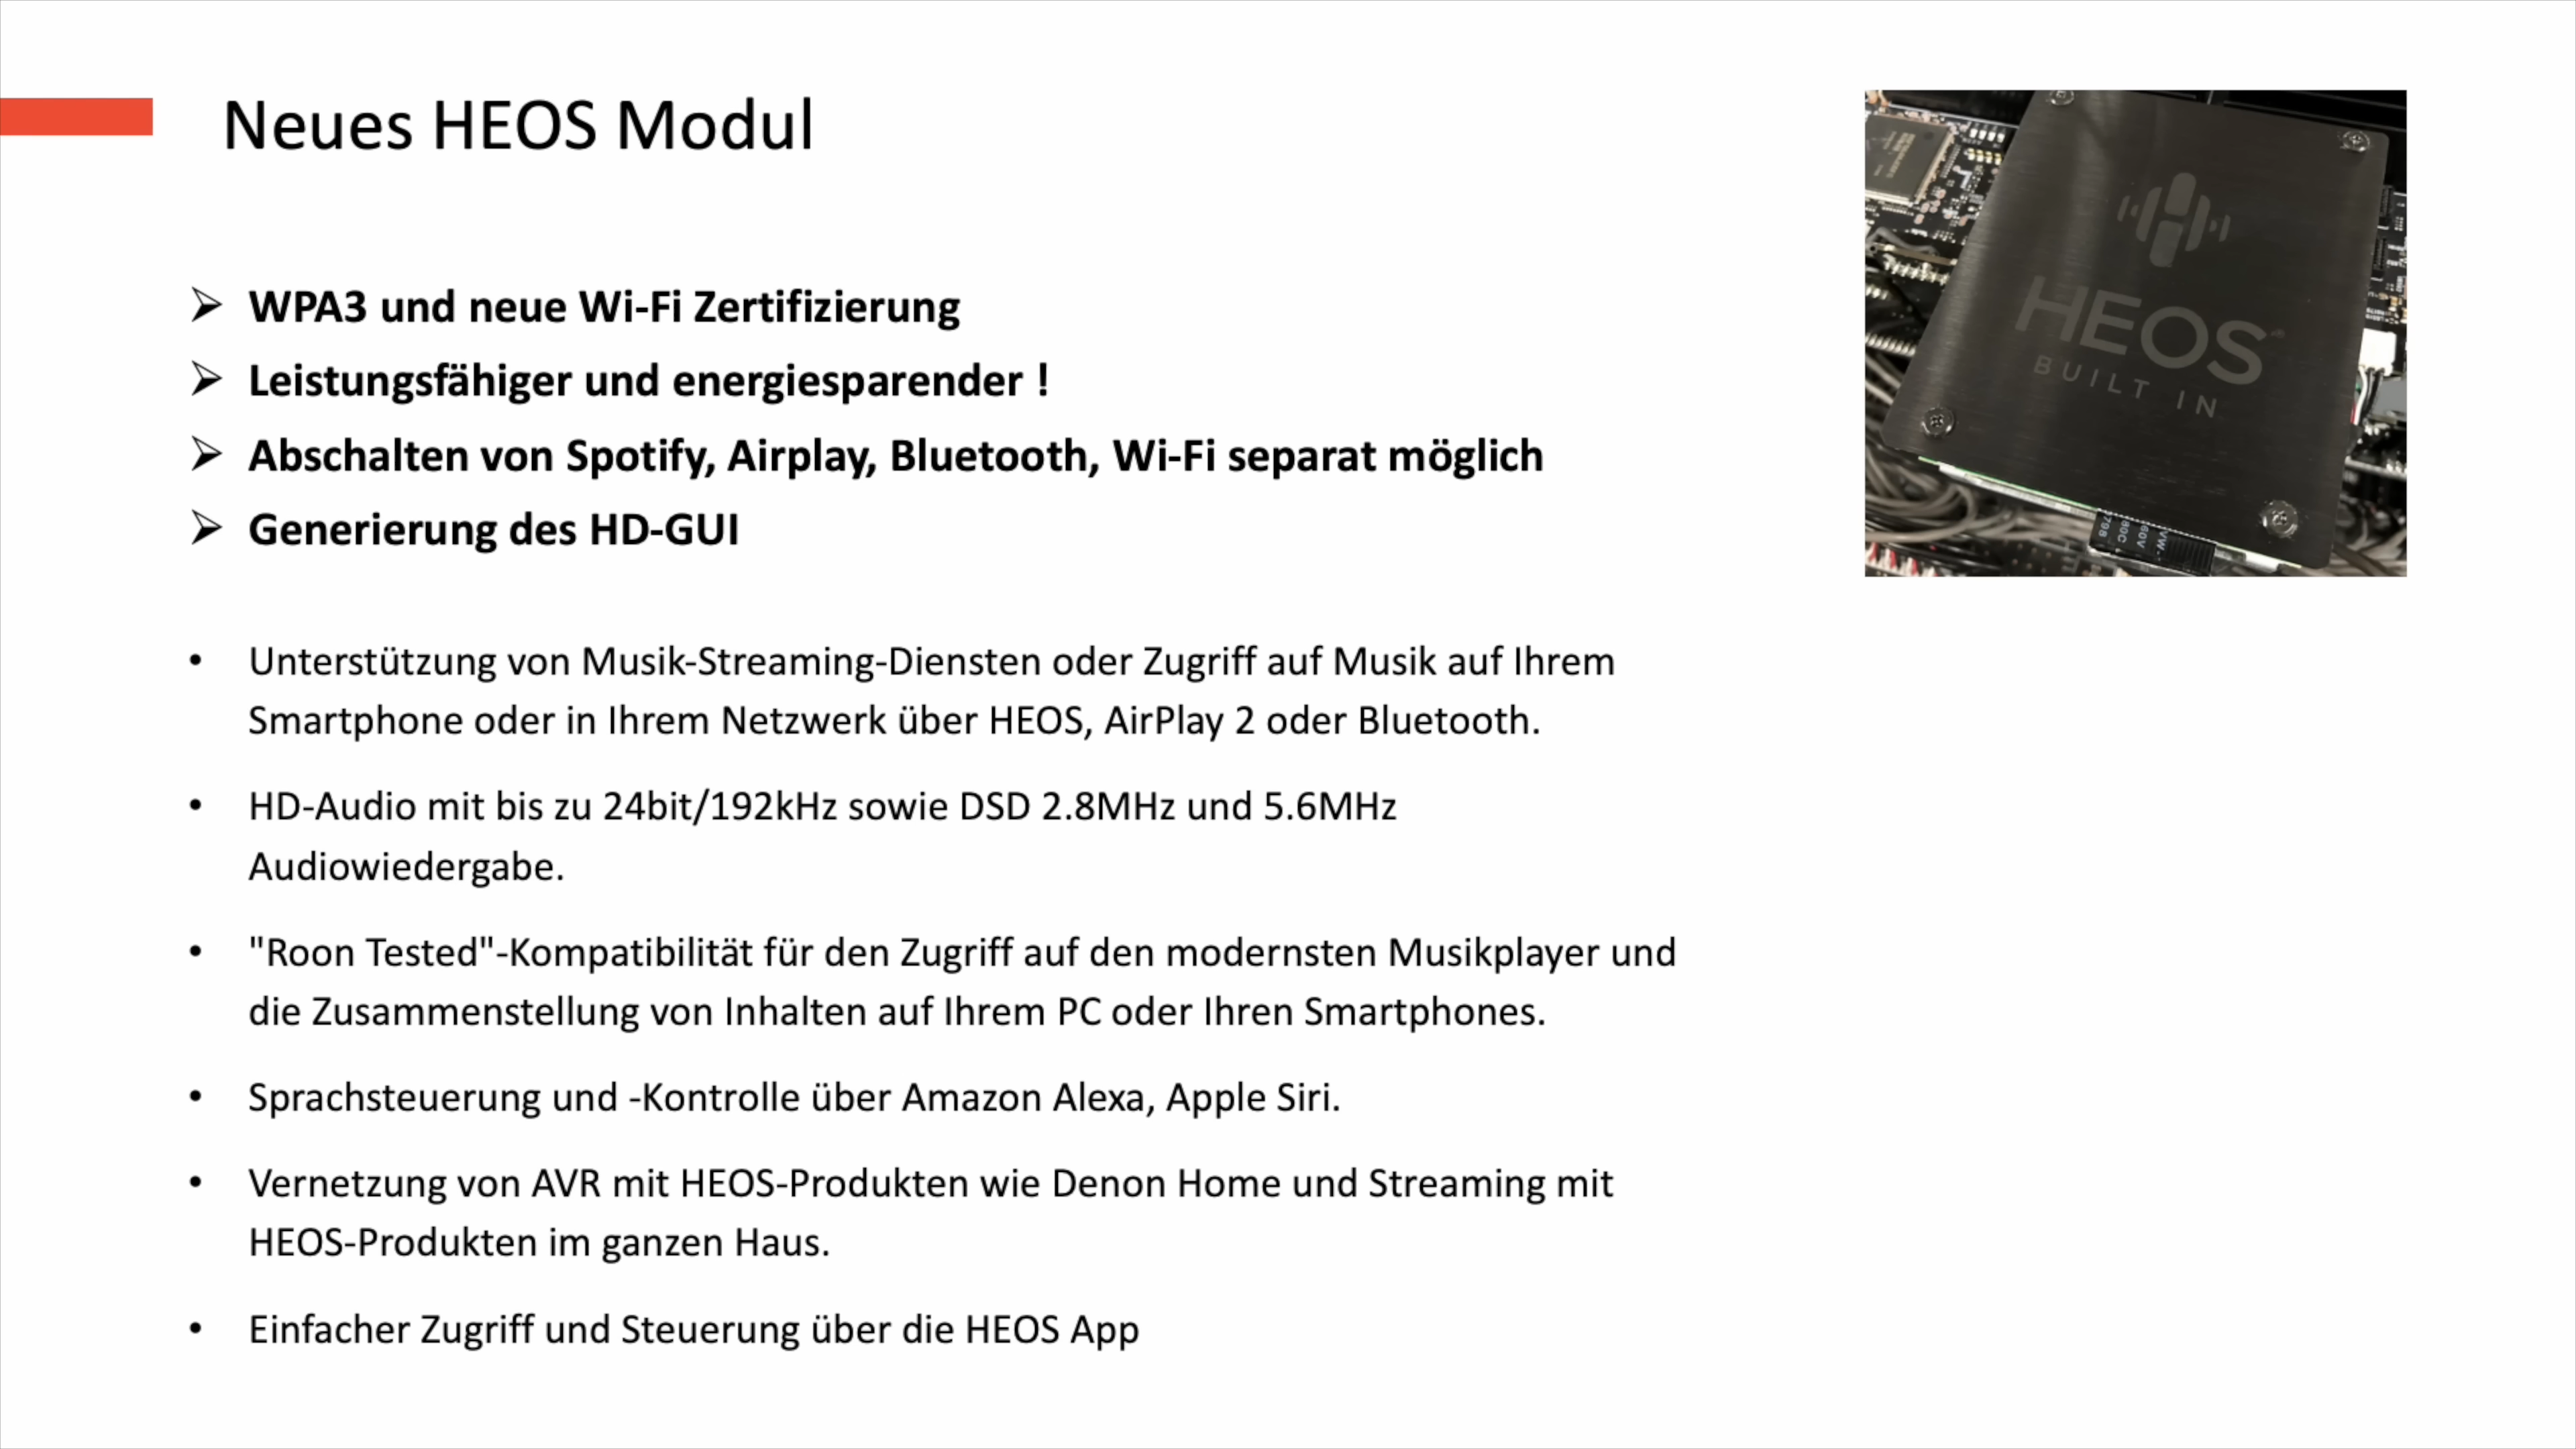 Neues HEOS Modul
WPA3 und neue Wi-Fi Zertifizierung
Leistungsfähiger und energiesparender !
Abschalten von Spotify, Airplay, Bluetooth, Wi-Fi separat möglich
Generierung des HD-GUI
HEOS
BUILT IN
Unterstützung von Musik-Streaming-Diensten oder Zugriff auf Musik auf Ihrem
Smartphone oder in Ihrem Netzwerk über HEOS, AirPlay 2 oder Bluetooth.
HD-Audio mit bis zu 24bit/192kHz sowie DSD 2.8MHz und 5.6MHz
Audiowiedergabe.
"Roon Tested"-Kompatibilität für den Zugriff auf den modernsten Musikplayer und
die Zusammenstellung von Inhalten auf Ihrem PC oder Ihren Smartphones.
Sprachsteuerung und -Kontrolle über Amazon Alexa, Apple Siri.
Vernetzung von AVR mit HEOS-Produkten wie Denon Home und Streaming mit
HEOS-Produkten im ganzen Haus.
Einfacher Zugriff und Steuerung über die HEOS App